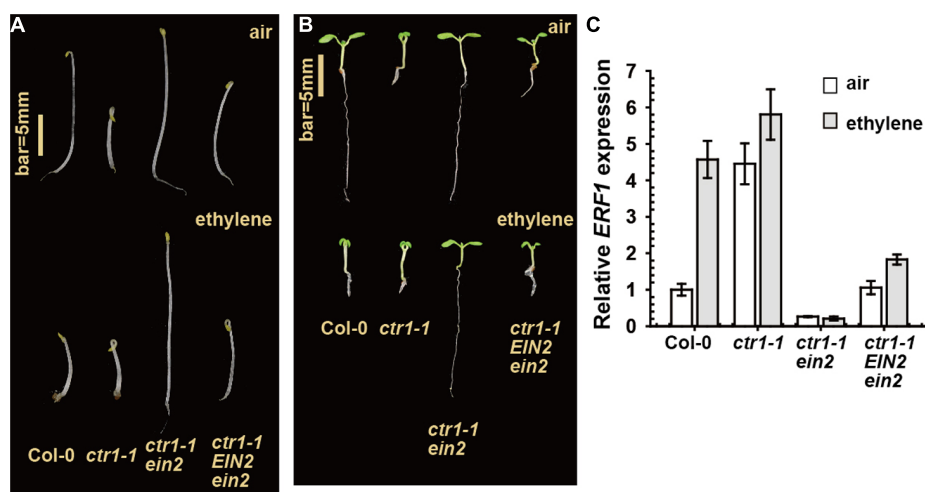 A
air
bar=5mm
ethylene
Col-0 ctr1-1 ctr1-1
ein2 ctr1-1
EIN2
ein2
B
air
bar=5mm
ethylene
Col-0 ctr1-1
ctr1-1
ein2
ctr1-1
EIN2
ein2
C
Relative ERF1 expression
7
6
5
4
3
2
1
0
air
ethylene
Col-0
ctr1-1
ctr1-1
ein2
ctr1-1
EIN2
ein2